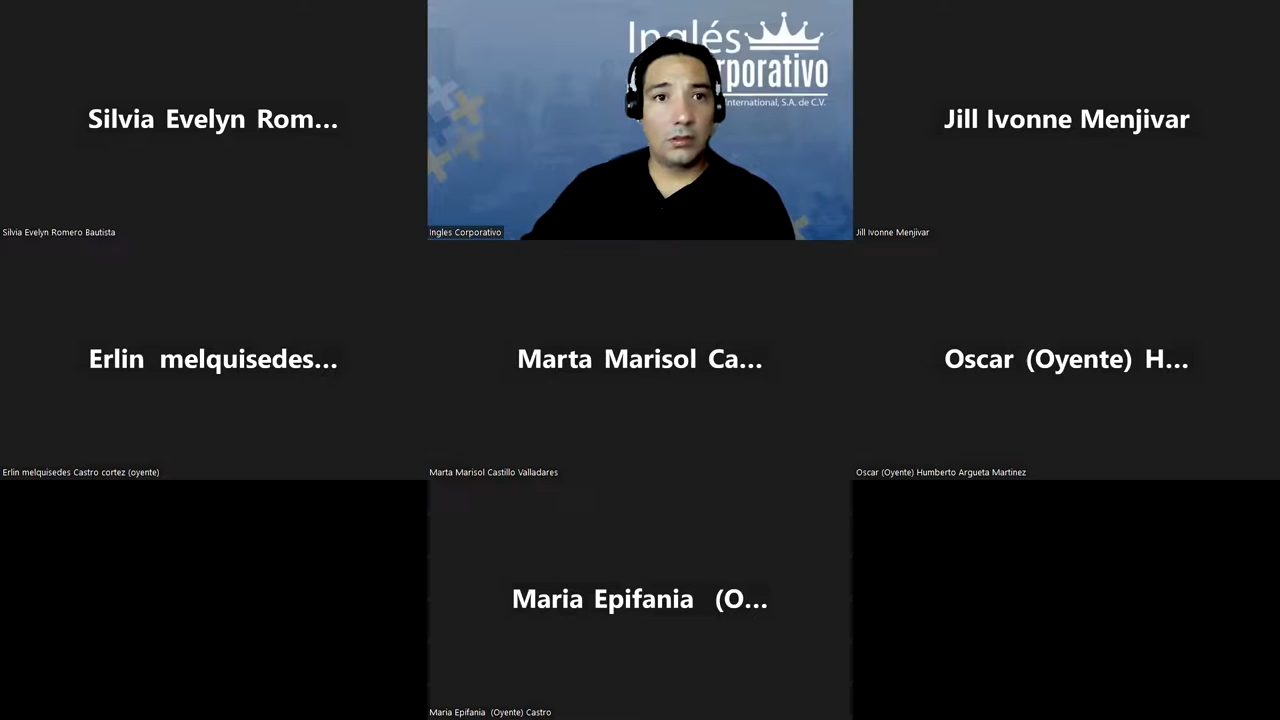 Silvia Evelyn Rom...
Silvia Evelyn Romero Bautista
Inglés
porativo
International, S.A. de C.V.
Ingles Corporativo
Jill Ivonne Menjivar
Jill Ivonne Menjivar
Erlin melquisedes...
Erlin melquisedes Castro cortez (oyente)
Marta Marisol Ca...
Marta Marisol Castillo Valladares
Oscar (Oyente) H...
Oscar (Oyente) Humberto Argueta Martinez
Maria Epifania (O...
Maria Epifania (Oyente) Castro